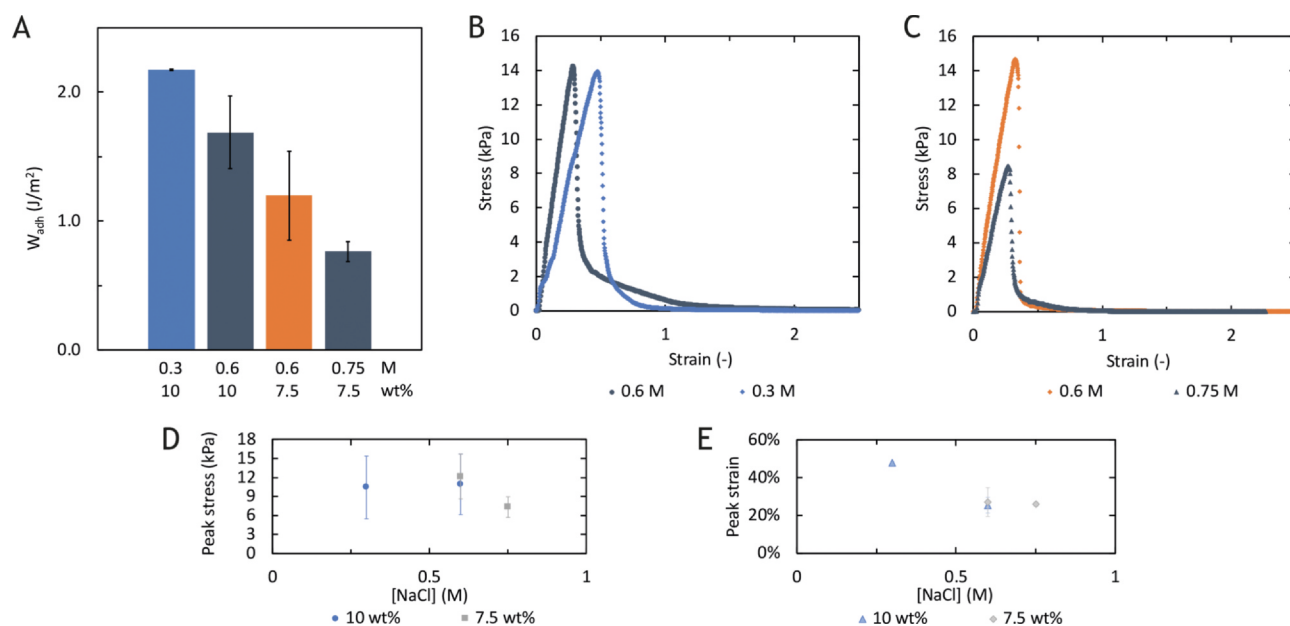 A
W_adh (J/m²)
2.0
1.0
0.0
0.3 0.6 0.6 0.75 M
10 10 7.5 7.5 wt%
B
Stress (kPa)
16
14
12
10
8
6
4
2
0
0 1 2
Strain (-)
0.6 M 0.3 M
C
Stress (kPa)
16
14
12
10
8
6
4
2
0
0 1 2
Strain (-)
0.6 M 0.75 M
D
Peak stress (kPa)
18
15
12
9
6
3
0
0 0.5 1
[NaCl] (M)
10 wt% 7.5 wt%
E
Peak strain
60%
40%
20%
0%
0 0.5 1
[NaCl] (M)
10 wt% 7.5 wt%